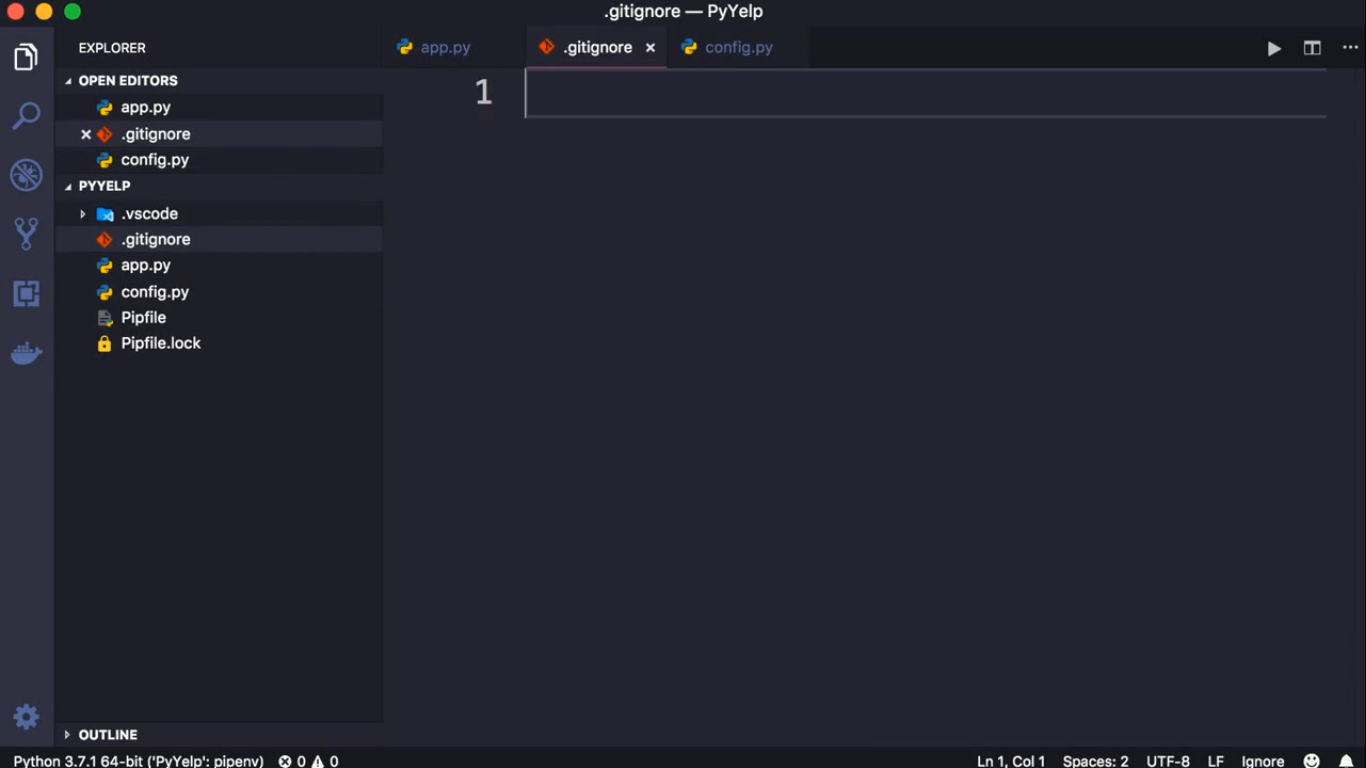 .gitignore — PyYelp
EXPLORER
app.py
.gitignore
config.py
OPEN EDITORS
app.py
.gitignore
config.py
PYYELP
.vscode
.gitignore
app.py
config.py
Pipfile
Pipfile.lock
1
OUTLINE
Python 3.7.1 64-bit ('PyYelp': pipenv) 0 0 Ln 1, Col 1 Spaces: 2 UTF-8 LF Ignore